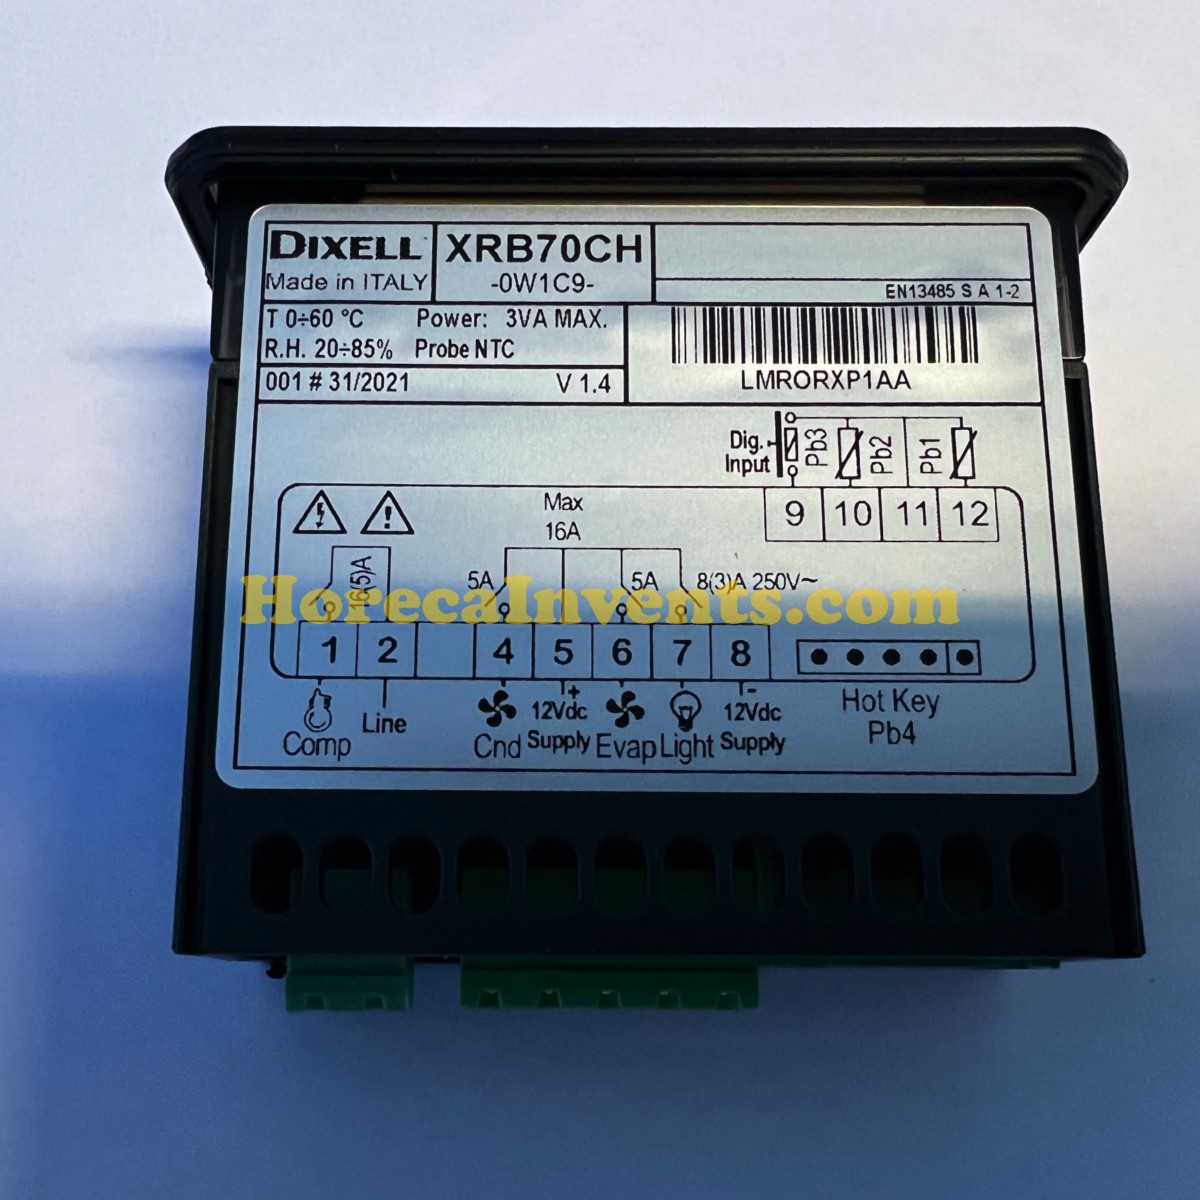 DIXELL
XRB70CH
Made in ITALY
-0W1C9-
EN13485 S A 1-2
T 0÷60 °C Power: 3VA MAX.
R.H. 20÷85% Probe NTC
001 # 31/2021 V 1.4
LMRORXP1AA
Dig.
Input
Pb3
Pb2
Pb1
9 10 11 12
Max
16A
16(5)A
5A 5A 8(3)A 250V~
HorecaInvents.com
1 2 4 5 6 7 8
+ -
Comp Line Cnd 12Vdc Supply Evap Light 12Vdc Supply
Hot Key
Pb4